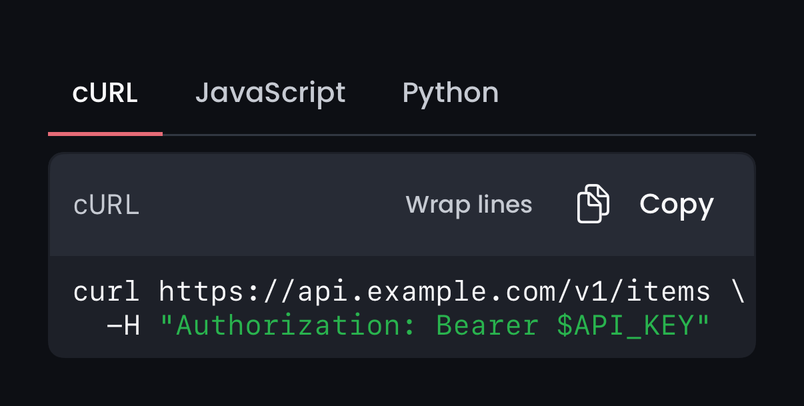 cURL JavaScript Python
cURL Wrap lines Copy
curl https://api.example.com/v1/items \
  -H "Authorization: Bearer $API_KEY"